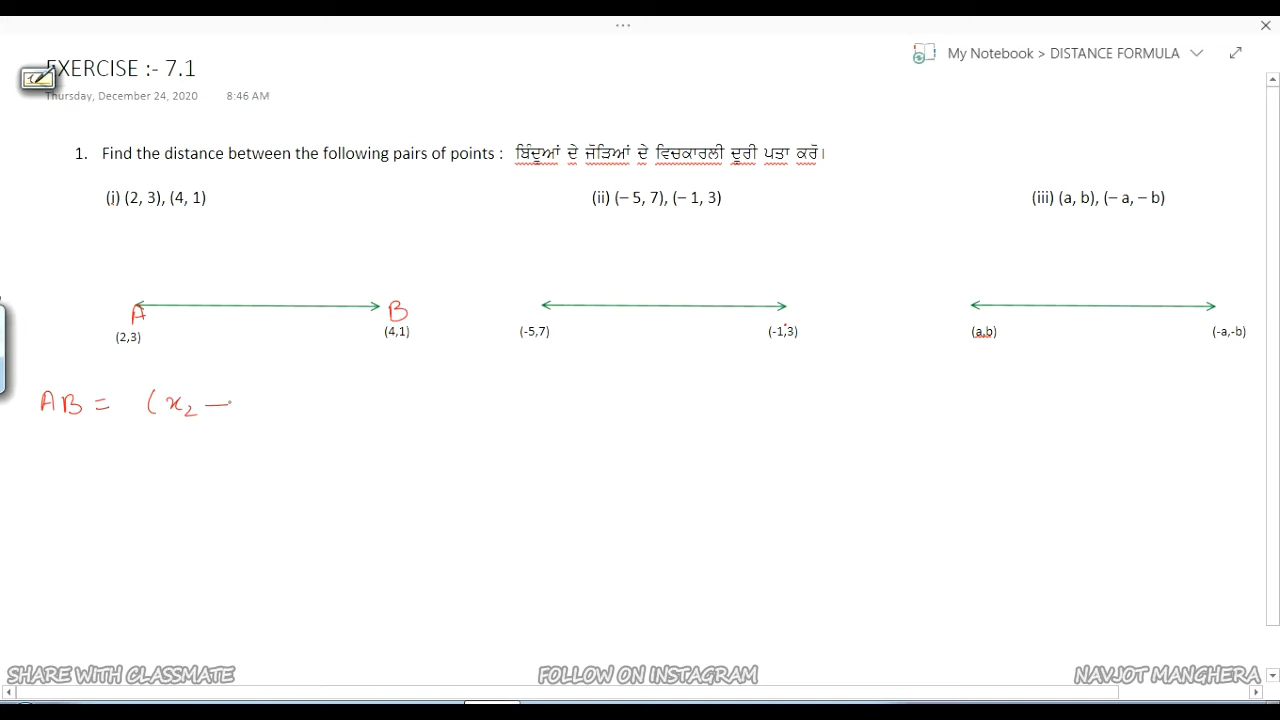 EXERCISE :- 7.1
My Notebook > DISTANCE FORMULA
Thursday, December 24, 2020 8:46 AM
1. Find the distance between the following pairs of points : ਬਿੰਦੂਆਂ ਦੇ ਜੋੜਿਆਂ ਦੇ ਵਿਚਕਾਰਲੀ ਦੂਰੀ ਪਤਾ ਕਰੋ।
(i) (2, 3), (4, 1) (ii) (– 5, 7), (– 1, 3) (iii) (a, b), (– a, – b)
A B
(2,3) (4,1) (-5,7) (-1,3) (a,b) (-a,-b)
AB = (x₂ —
SHARE WITH CLASSMATE FOLLOW ON INSTAGRAM NAVJOT MANGHERA